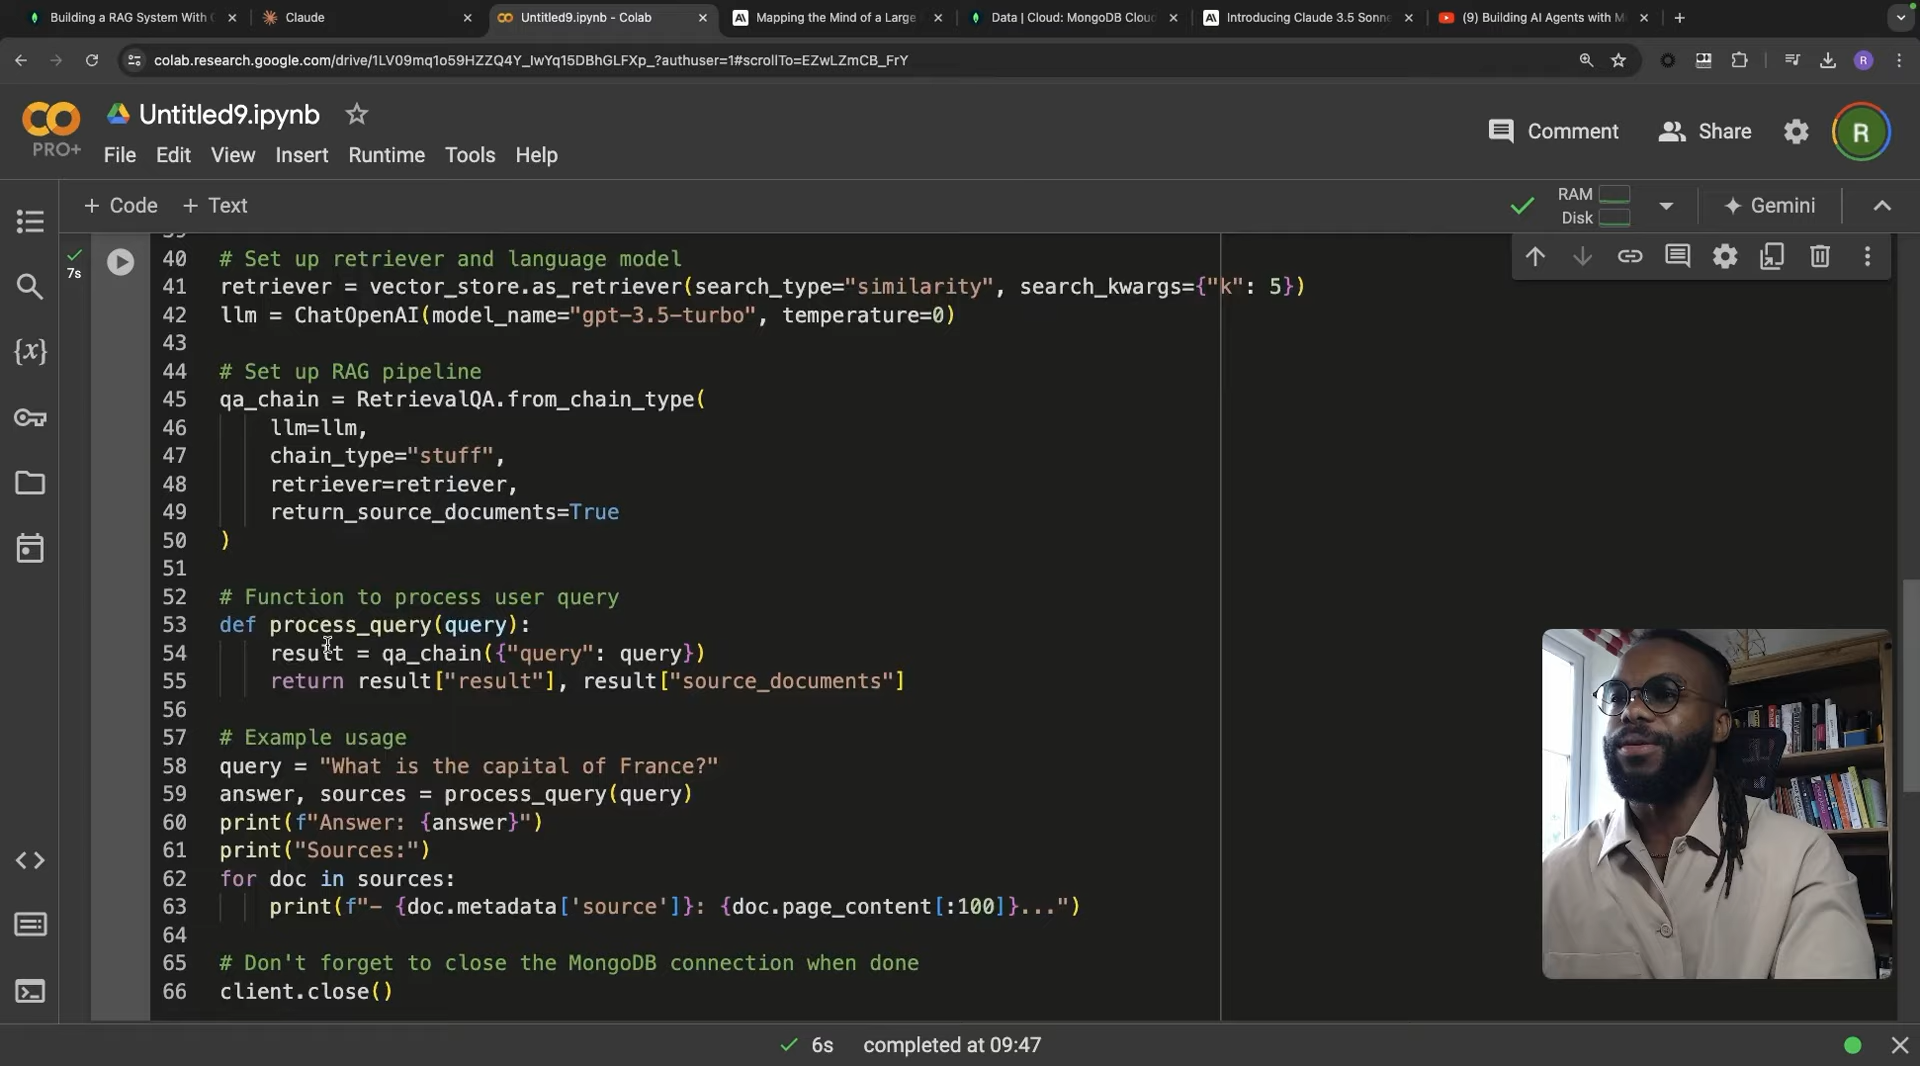 Building a RAG System With G
Claude
Untitled9.ipynb - Colab
Mapping the Mind of a Large
Data | Cloud: MongoDB Cloud
Introducing Claude 3.5 Sonne
(9) Building AI Agents with M
colab.research.google.com/drive/1LV09mq1o59HZZQ4Y_IwYq15DBhGLFXp_?authuser=1#scrollTo=EZwLZmCB_FrY
R
PRO+
Untitled9.ipynb
File Edit View Insert Runtime Tools Help
Comment
Share
R
+ Code + Text
RAM
Disk
Gemini
7s
39
40 # Set up retriever and language model
41 retriever = vector_store.as_retriever(search_type="similarity", search_kwargs={"k": 5})
42 llm = ChatOpenAI(model_name="gpt-3.5-turbo", temperature=0)
43
44 # Set up RAG pipeline
45 qa_chain = RetrievalQA.from_chain_type(
46 llm=llm,
47 chain_type="stuff",
48 retriever=retriever,
49 return_source_documents=True
50 )
51
52 # Function to process user query
53 def process_query(query):
54 result = qa_chain({"query": query})
55 return result["result"], result["source_documents"]
56
57 # Example usage
58 query = "What is the capital of France?"
59 answer, sources = process_query(query)
60 print(f"Answer: {answer}")
61 print("Sources:")
62 for doc in sources:
63 print(f"- {doc.metadata['source']}: {doc.page_content[:100]}...")
64
65 # Don't forget to close the MongoDB connection when done
66 client.close()
6s completed at 09:47